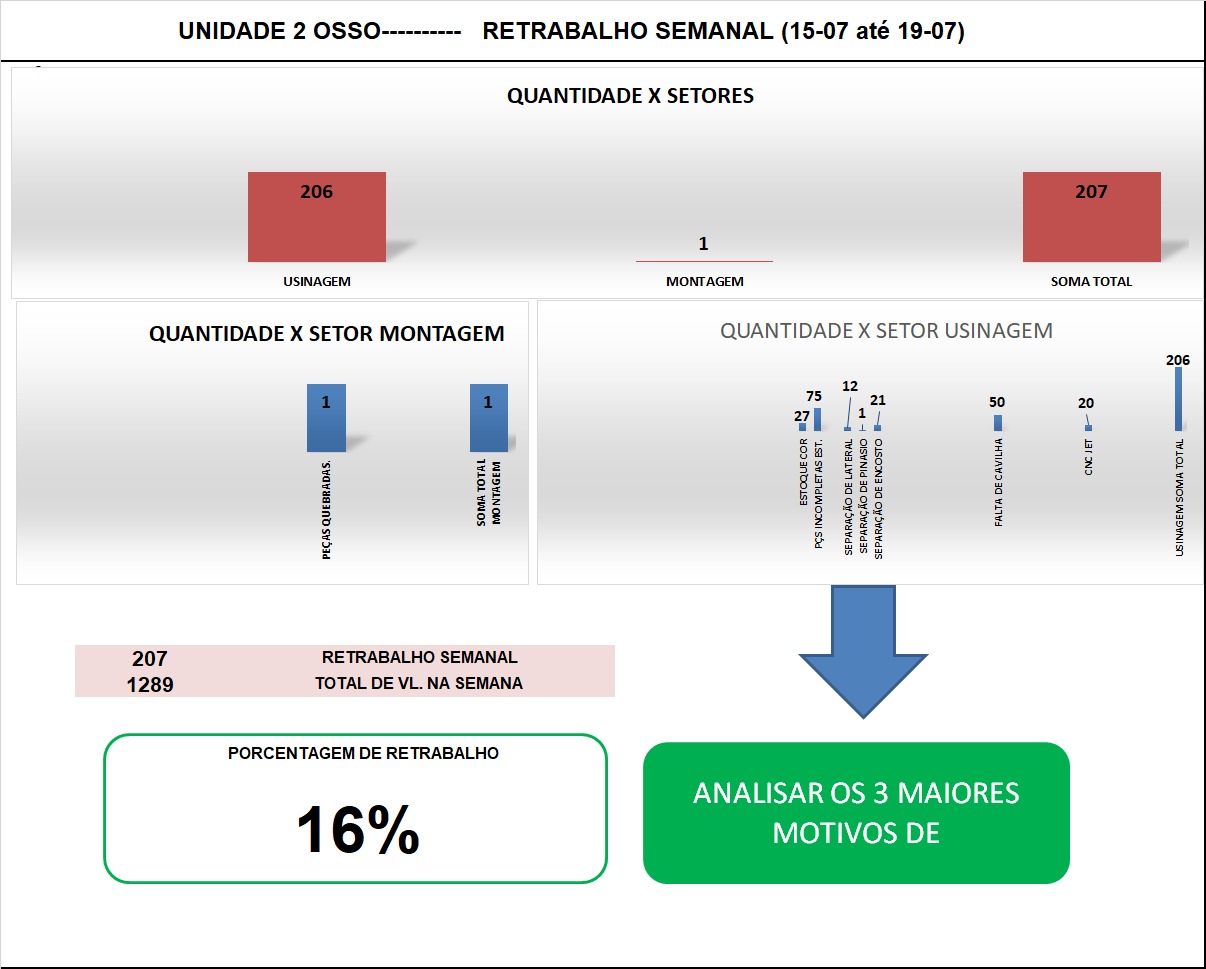 UNIDADE 2 OSSO---------- RETRABALHO SEMANAL (15-07 até 19-07)
QUANTIDADE X SETORES
206
1
207
USINAGEM
MONTAGEM
SOMA TOTAL
QUANTIDADE X SETOR MONTAGEM
1
1
PEÇAS QUEBRADAS.
SOMA TOTAL
MONTAGEM
QUANTIDADE X SETOR USINAGEM
27
75
12
1
21
50
20
206
ESTOQUE COR
PÇS INCOMPLETAS EST.
SEPARAÇÃO DE LATERAL
SEPARAÇÃO DE PINASIO
SEPARAÇÃO DE ENCOSTO
FALTA DE CAVILHA
CNC JET
USINAGEM SOMA TOTAL
207 RETRABALHO SEMANAL
1289 TOTAL DE VL. NA SEMANA
PORCENTAGEM DE RETRABALHO
16%
ANALISAR OS 3 MAIORES
MOTIVOS DE